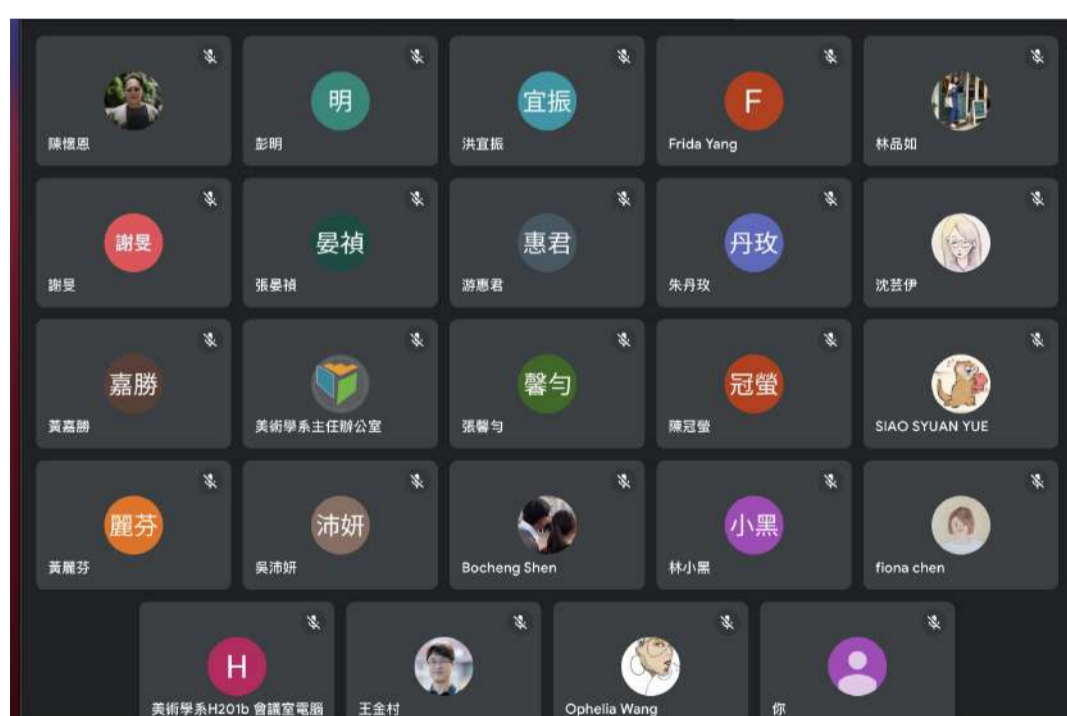 陳懷恩
明
彭明
宜振
洪宜振
F
Frida Yang
林品如
謝旻
謝旻
晏禎
張晏禎
惠君
游惠君
丹玫
朱丹玫
沈芸伊
嘉勝
黃嘉勝
美術學系主任辦公室
馨勻
張馨勻
冠螢
陳冠螢
SIAO SYUAN YUE
麗芬
黃麗芬
沛妍
吳沛妍
Bocheng Shen
小黑
林小黑
fiona chen
H
美術學系H201b 會議室電腦
王金村
Ophelia Wang
你